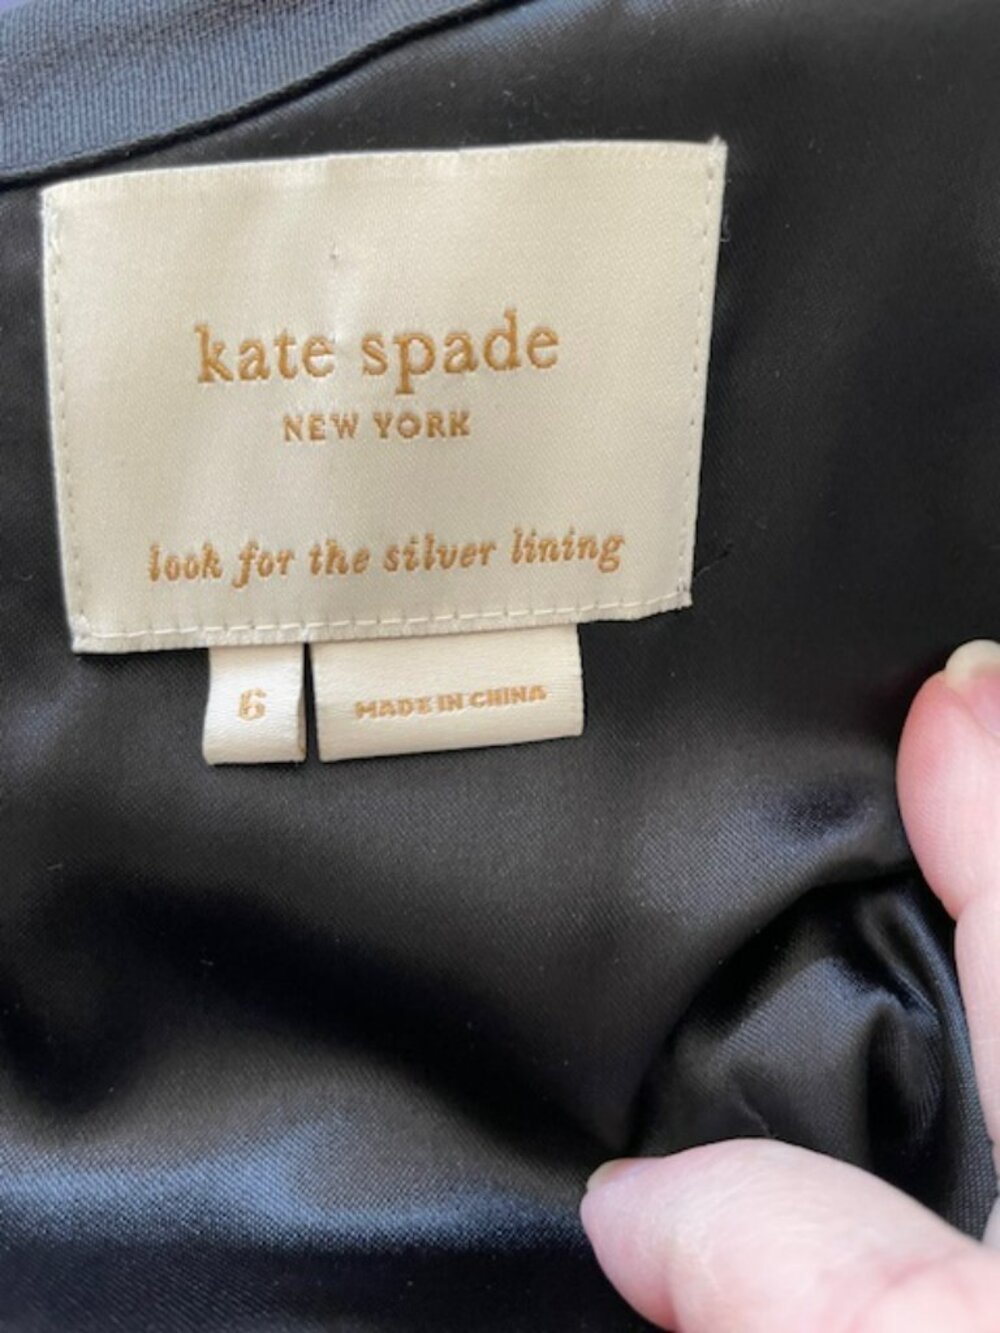 kate spade
NEW YORK
look for the silver lining
6
MADE IN CHINA